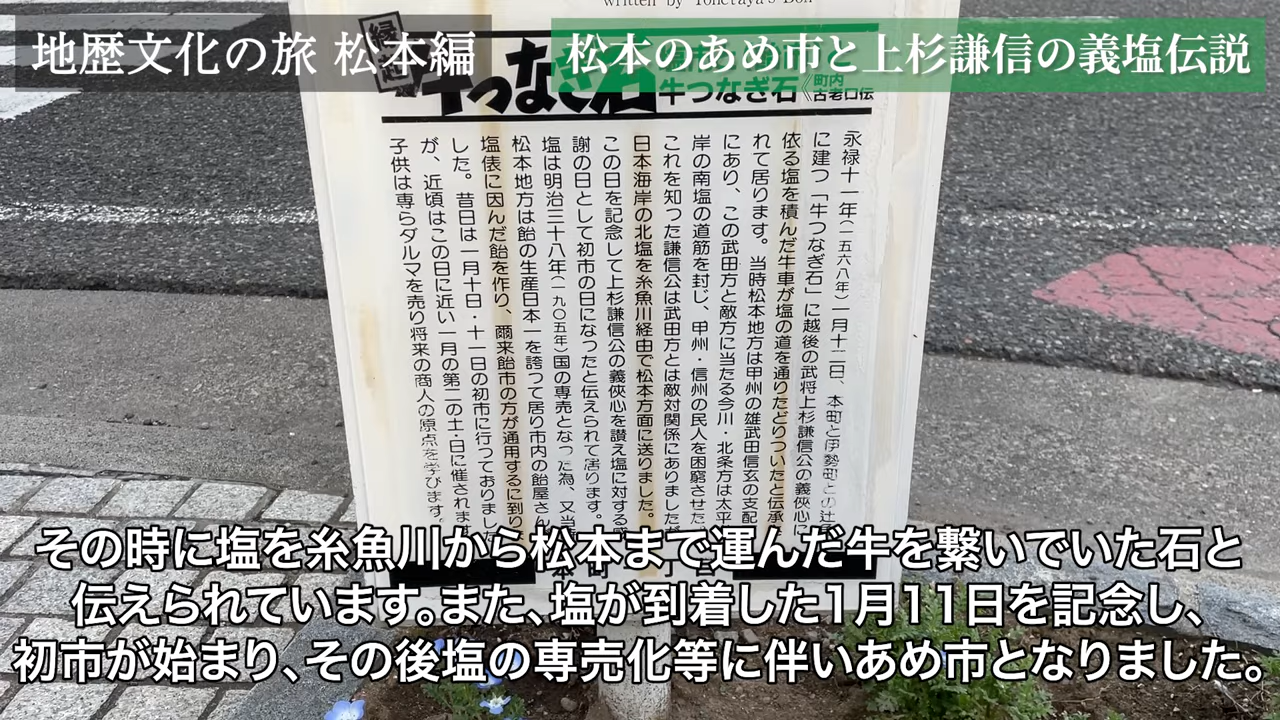 written by Yonetaya's Don
地歴文化の旅 松本編
松本のあめ市と上杉謙信の義塩伝説
縁起
牛つなぎ石
牛つなぎ石《町内古老口伝
永禄十一年(一五六八年)一月十二日、本町と伊勢町との辻角
に建つ「牛つなぎ石」に越後の武将上杉謙信公の義侠心に
依る塩を積んだ牛車が塩の道を通りたどりついたと伝承
れて居ります。当時松本地方は甲州の雄武田信玄の支配
にあり、この武田方と敵方に当たる今川・北条方は太平
岸の南塩の道筋を封じ、甲州・信州の民人を困窮させた
これを知った謙信公は武田方とは敵対関係にありましたが
日本海岸の北塩を糸魚川経由で松本方面に送りました。
この日を記念して上杉謙信公の義侠心を讃え塩に対する感
謝の日として初市の日になったと伝えられて居ります。
塩は明治三十八年(一九〇五年)国の専売となった為、又当
松本地方は飴の生産日本一を誇って居り市内の飴屋さん
塩俵に因んだ飴を作り、爾来飴市の方が通用するに到りま
した。昔日は一月十日・十一日の初市に行っておりました
が、近頃はこの日に近い一月の第二の土・日に催されま
子供は専らダルマを売り将来の商人の原点を学びます
その時に塩を糸魚川から松本まで運んだ牛を繋いでいた石と
伝えられています。また、塩が到着した1月11日を記念し、
初市が始まり、その後塩の専売化等に伴いあめ市となりました。